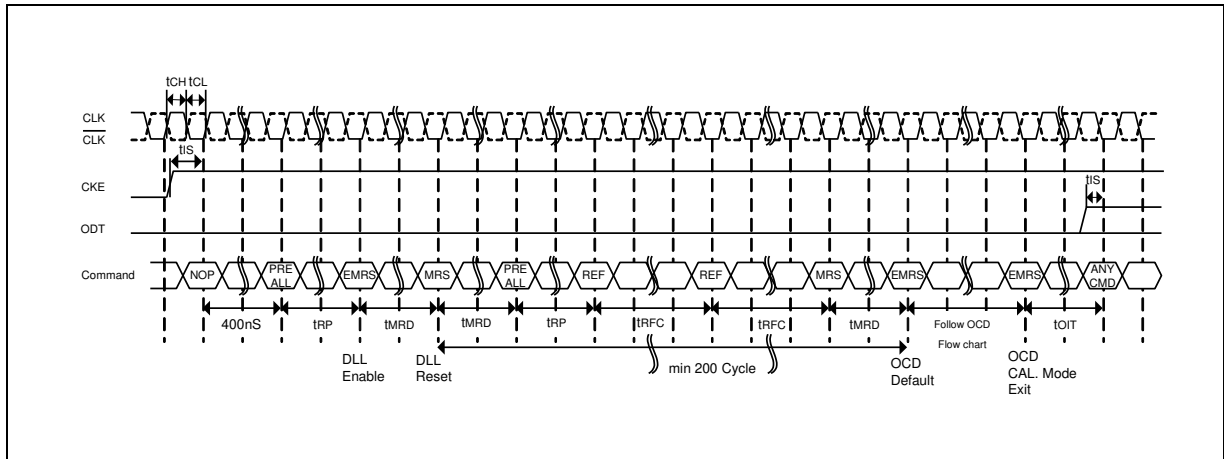 tCH tCL
CLK
CLK
tIS
CKE
tIS
ODT
Command NOP PRE ALL EMRS MRS PRE ALL REF REF MRS EMRS EMRS ANY CMD
400nS tRP tMRD tMRD tRP tRFC tRFC tMRD Follow OCD Flow chart tOIT
DLL Enable
DLL Reset
min 200 Cycle
OCD Default
OCD CAL. Mode Exit